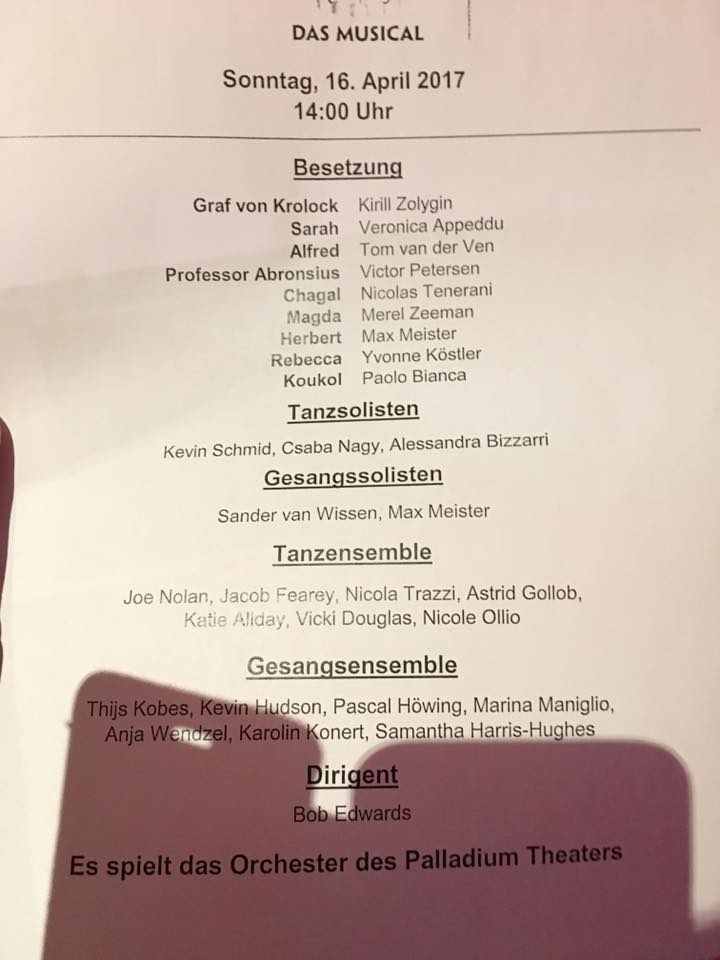 DAS MUSICAL
Sonntag, 16. April 2017
14:00 Uhr
Besetzung
Graf von Krolock Kirill Zolygin
Sarah Veronica Appeddu
Alfred Tom van der Ven
Professor Abronsius Victor Petersen
Chagal Nicolas Tenerani
Magda Merel Zeeman
Herbert Max Meister
Rebecca Yvonne Köstler
Koukol Paolo Bianca
Tanzsolisten
Kevin Schmid, Csaba Nagy, Alessandra Bizzarri
Gesangssolisten
Sander van Wissen, Max Meister
Tanzensemble
Joe Nolan, Jacob Fearey, Nicola Trazzi, Astrid Gollob,
Katie Allday, Vicki Douglas, Nicole Ollio
Gesangsensemble
Thijs Kobes, Kevin Hudson, Pascal Höwing, Marina Maniglio,
Anja Wendzel, Karolin Konert, Samantha Harris-Hughes
Dirigent
Bob Edwards
Es spielt das Orchester des Palladium Theaters